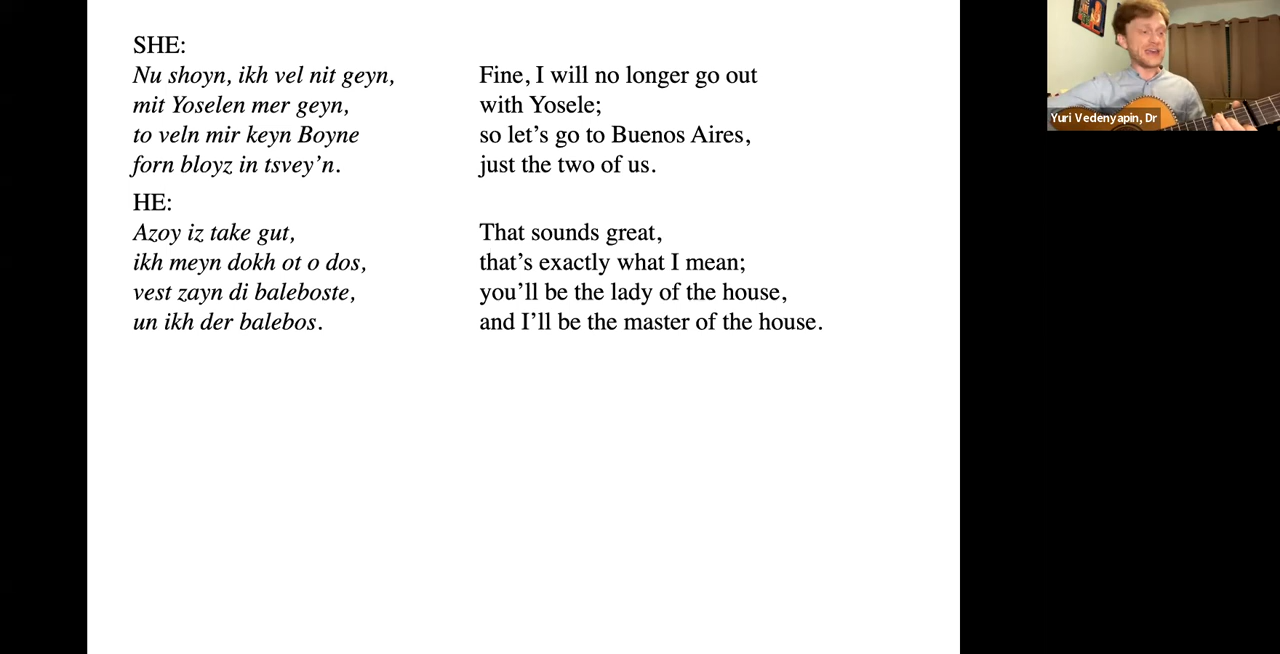 SHE:
Nu shoyn, ikh vel nit geyn,
mit Yoselen mer geyn,
to veln mir keyn Boyne
forn bloyz in tsvey’n.
HE:
Azoy iz take gut,
ikh meyn dokh ot o dos,
vest zayn di baleboste,
un ikh der balebos.
Fine, I will no longer go out
with Yosele;
so let’s go to Buenos Aires,
just the two of us.
That sounds great,
that’s exactly what I mean;
you’ll be the lady of the house,
and I’ll be the master of the house.
Yuri Vedenyapin, Dr